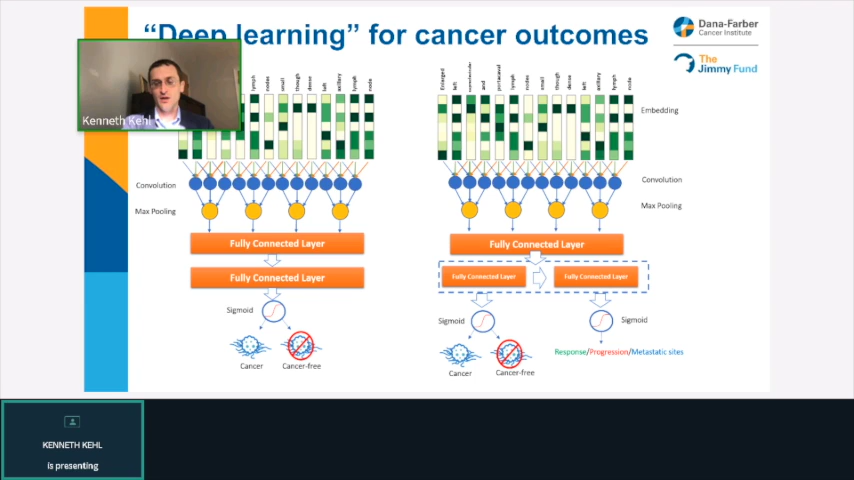 “Deep learning” for cancer outcomes
Dana-Farber
Cancer Institute
The
Jimmy Fund
Kenneth Kehl
lymph
nodes
small
though
dense
left
axillary
lymph
node
Enlarged
left
and
portacaval
lymph
nodes
small
though
dense
left
axillary
lymph
node
Embedding
Convolution
Convolution
Max Pooling
Max Pooling
Fully Connected Layer
Fully Connected Layer
Fully Connected Layer
Fully Connected Layer
Fully Connected Layer
Sigmoid
Sigmoid
Sigmoid
Cancer
Cancer-free
Cancer
Cancer-free
Response/Progression/Metastatic sites
KENNETH KEHL
is presenting